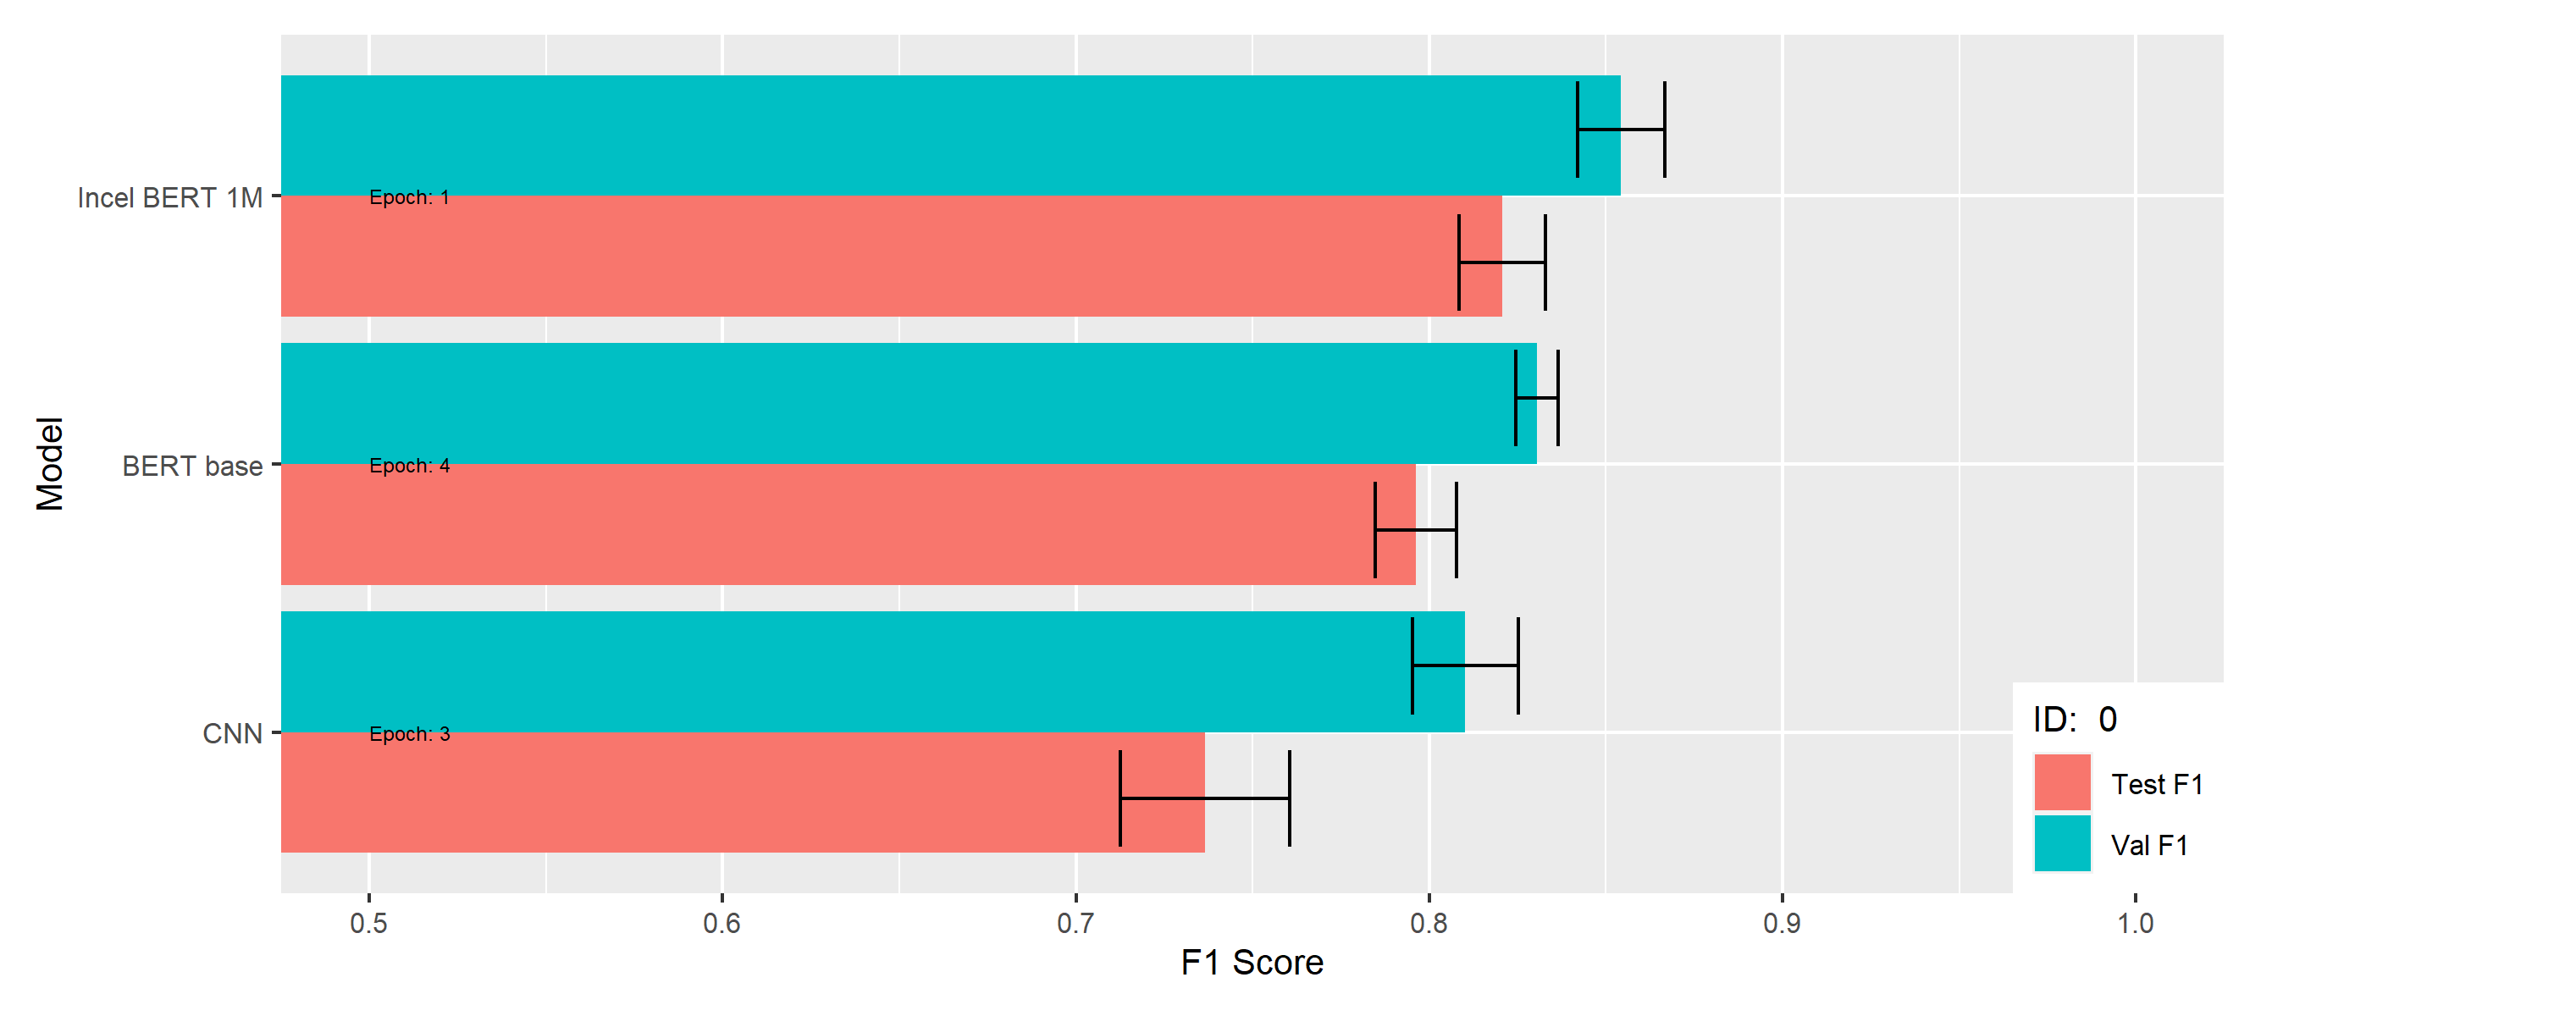 Incel BERT 1M
Epoch: 1
BERT base
Epoch: 4
CNN
Epoch: 3
Model
ID: 0
Test F1
Val F1
0.5 0.6 0.7 0.8 0.9 1.0
F1 Score